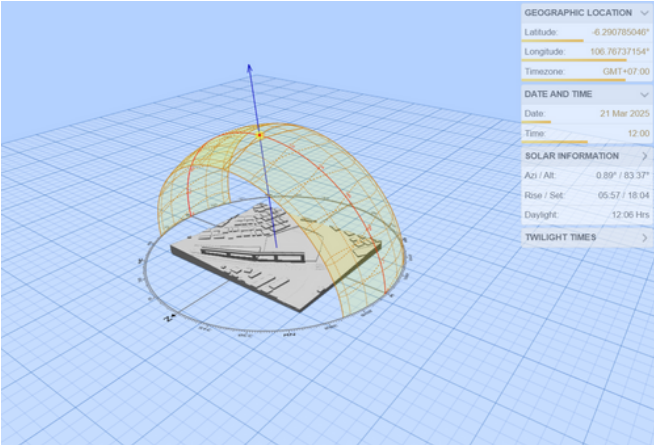 GEOGRAPHIC LOCATION
Latitude: -6.290785046°
Longitude: 106.76737154°
Timezone: GMT+07:00
DATE AND TIME
Date: 21 Mar 2025
Time: 12:00
SOLAR INFORMATION
Azi / Alt: 0.89° / 83.37°
Rise / Set: 05:57 / 18:04
Daylight: 12:06 Hrs
TWILIGHT TIMES
N